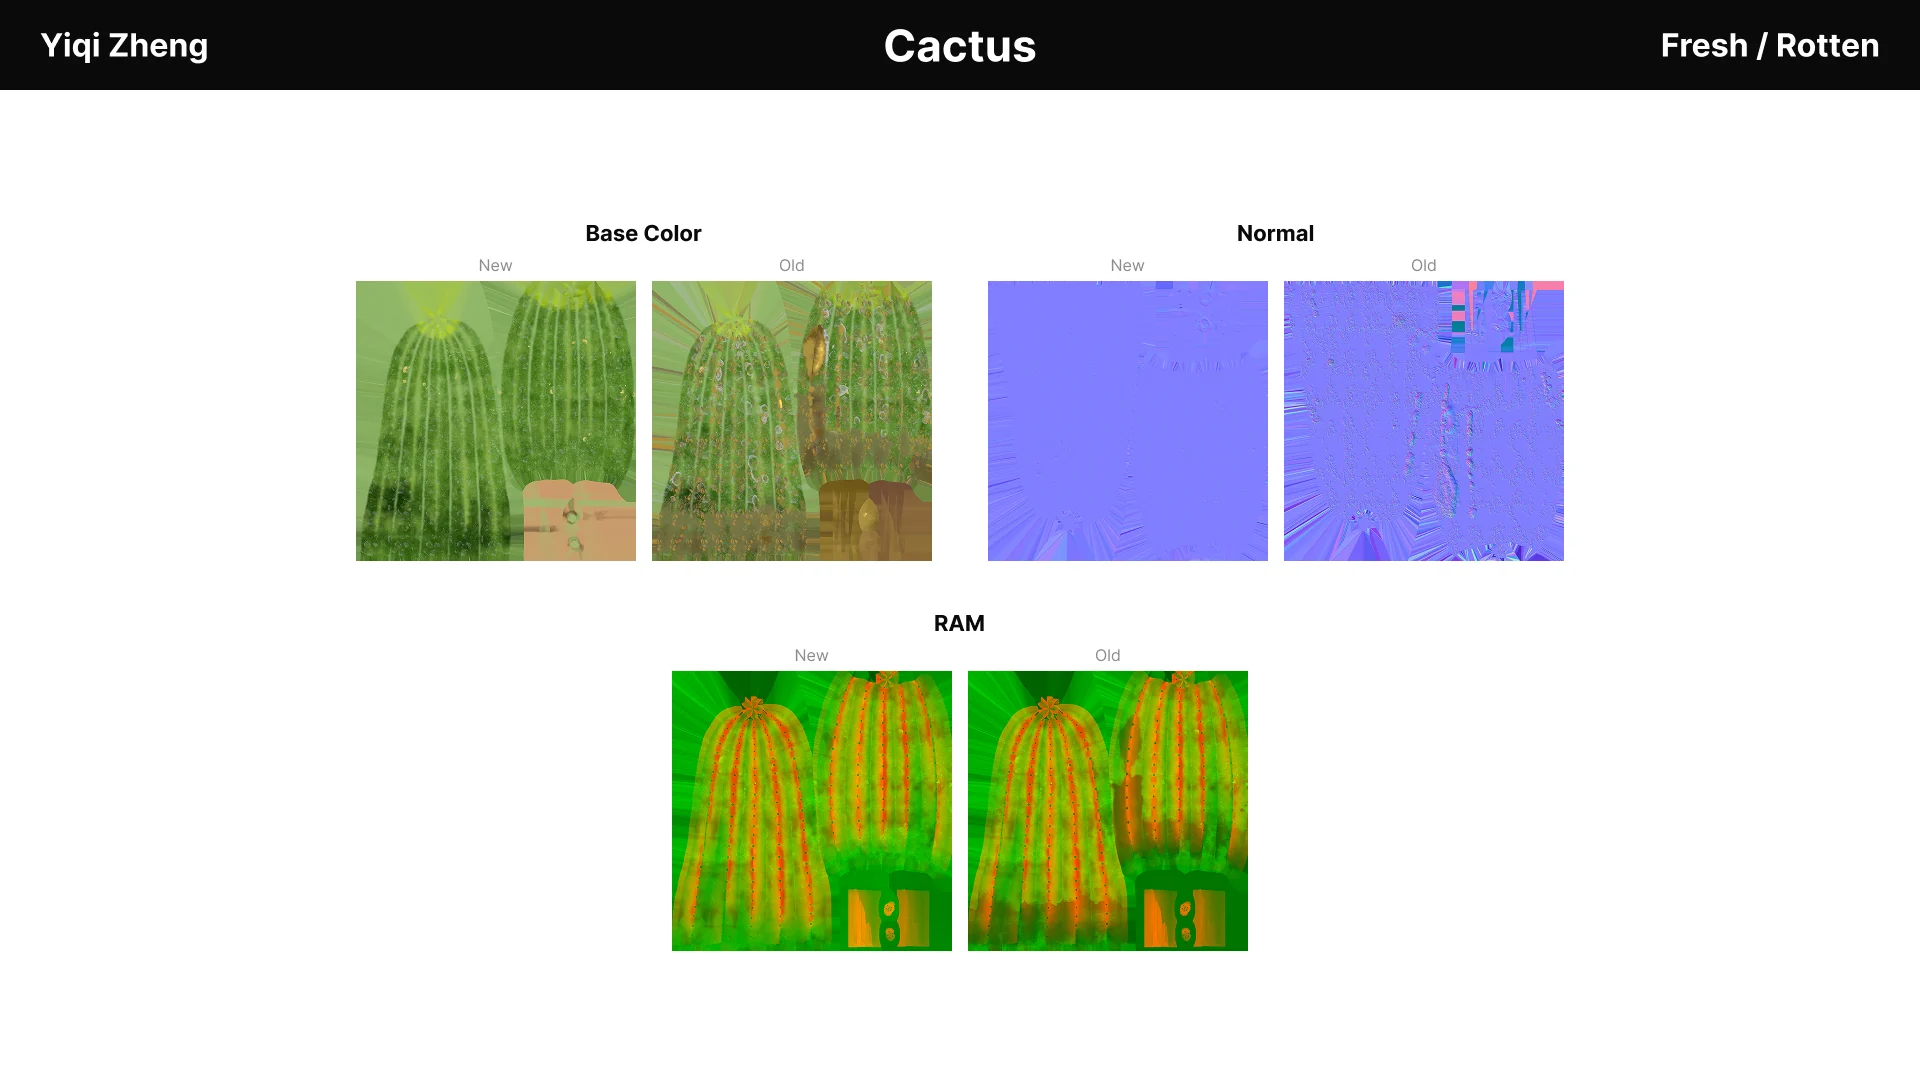 Yiqi Zheng
Cactus
Fresh / Rotten
Base Color
New
Old
Normal
New
Old
RAM
New
Old